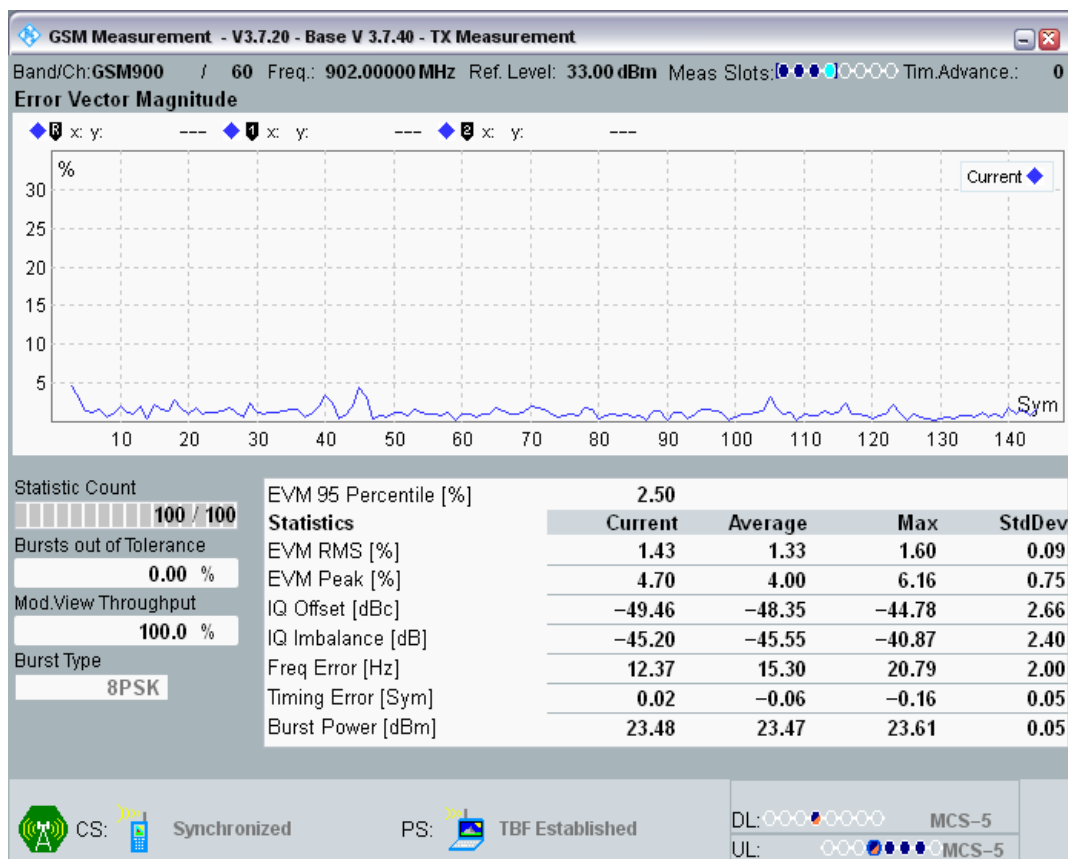 GSM Measurement - V3.7.20 - Base V 3.7.40 - TX Measurement
Band/Ch:GSM900 / 60 Freq.: 902.00000 MHz Ref. Level: 33.00 dBm Meas Slots: Tim.Advance.: 0
Error Vector Magnitude
R x: y: --- 1 x: y: --- 2 x: y: ---
%
Current
30
25
20
15
10
5
Sym
10 20 30 40 50 60 70 80 90 100 110 120 130 140
Statistic Count
100 / 100
Bursts out of Tolerance
0.00 %
Mod.View Throughput
100.0 %
Burst Type
8PSK
EVM 95 Percentile [%] 2.50
Statistics Current Average Max StdDev
EVM RMS [%] 1.43 1.33 1.60 0.09
EVM Peak [%] 4.70 4.00 6.16 0.75
IQ Offset [dBc] −49.46 −48.35 −44.78 2.66
IQ Imbalance [dB] −45.20 −45.55 −40.87 2.40
Freq Error [Hz] 12.37 15.30 20.79 2.00
Timing Error [Sym] 0.02 −0.06 −0.16 0.05
Burst Power [dBm] 23.48 23.47 23.61 0.05
CS: Synchronized PS: TBF Established
DL: MCS−5
UL: MCS−5